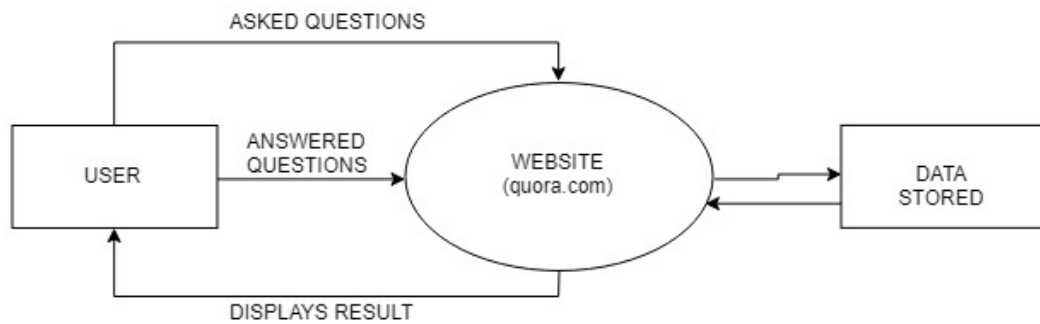 ASKED QUESTIONS
USER
ANSWERED
QUESTIONS
WEBSITE
(quora.com)
DATA
STORED
DISPLAYS RESULT